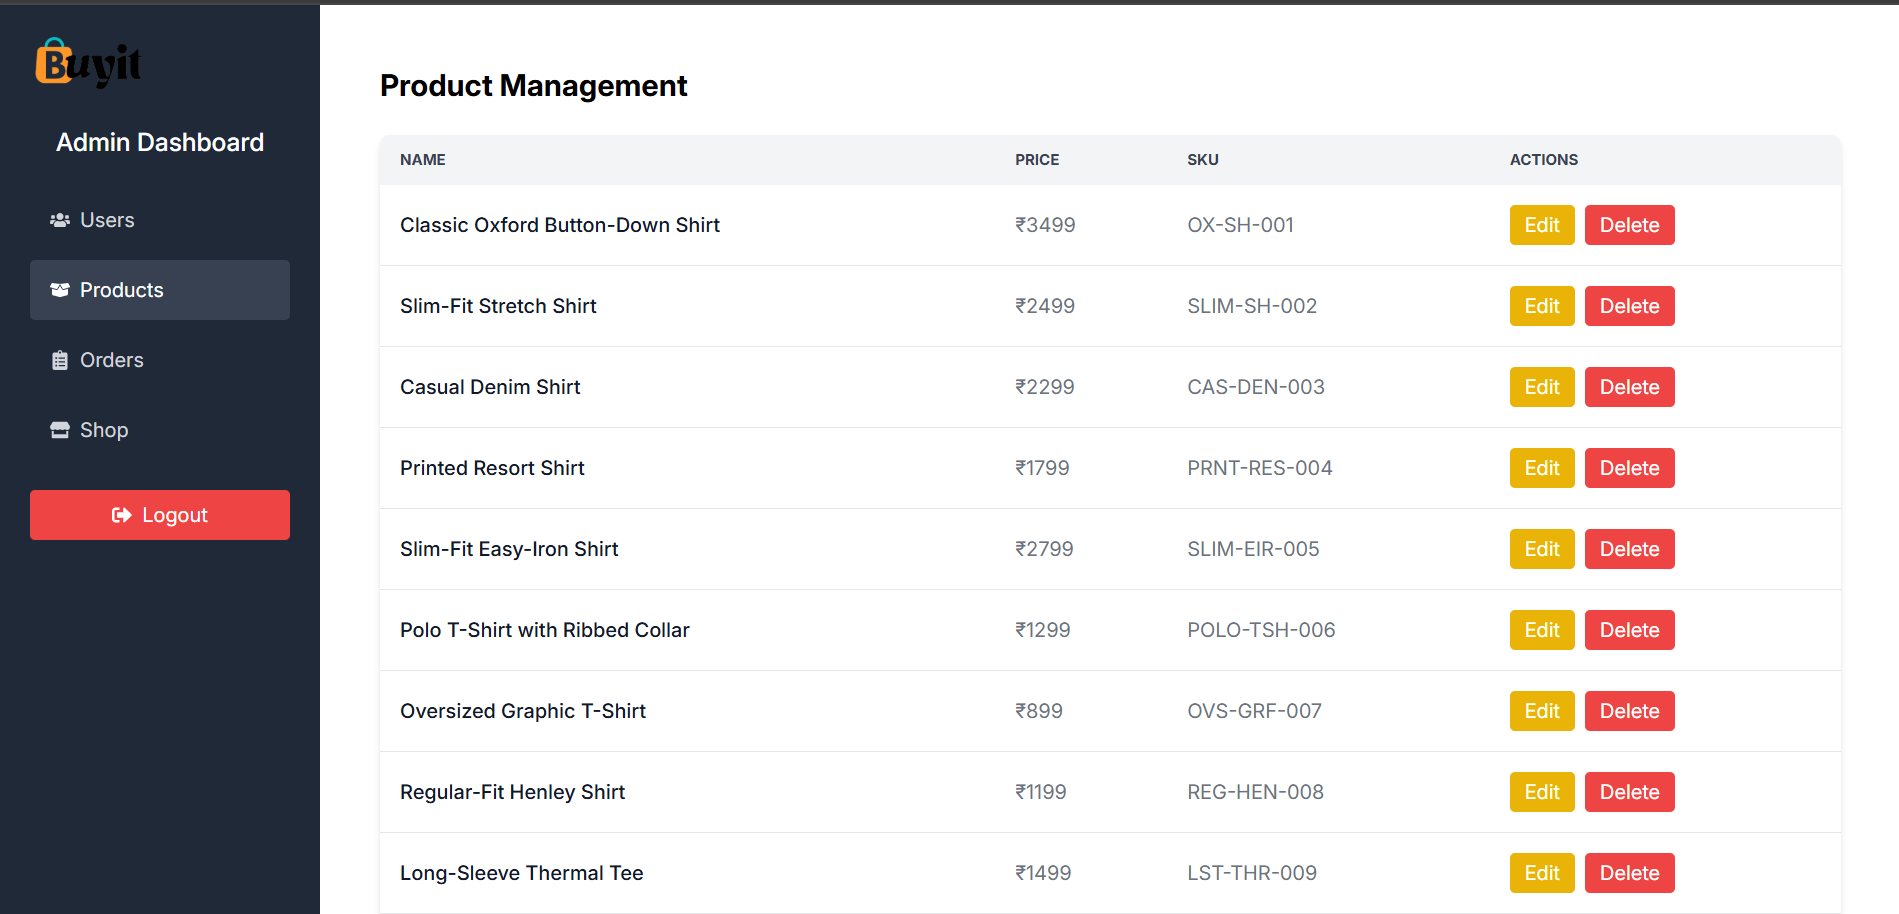 Buyit
Admin Dashboard
Users
Products
Orders
Shop
Logout
Product Management
NAME PRICE SKU ACTIONS
Classic Oxford Button-Down Shirt ₹3499 OX-SH-001 Edit Delete
Slim-Fit Stretch Shirt ₹2499 SLIM-SH-002 Edit Delete
Casual Denim Shirt ₹2299 CAS-DEN-003 Edit Delete
Printed Resort Shirt ₹1799 PRNT-RES-004 Edit Delete
Slim-Fit Easy-Iron Shirt ₹2799 SLIM-EIR-005 Edit Delete
Polo T-Shirt with Ribbed Collar ₹1299 POLO-TSH-006 Edit Delete
Oversized Graphic T-Shirt ₹899 OVS-GRF-007 Edit Delete
Regular-Fit Henley Shirt ₹1199 REG-HEN-008 Edit Delete
Long-Sleeve Thermal Tee ₹1499 LST-THR-009 Edit Delete